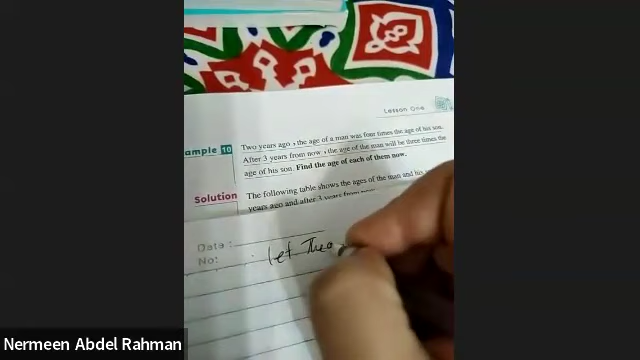 Lesson One
ample 10 Two years ago , the age of a man was four times the age of his son.
After 3 years from now , the age of the man will be three times the
age of his son. Find the age of each of them now.
Solution The following table shows the ages of the man and his
years ago and after 3 years from now
Date :
No:
let The
Nermeen Abdel Rahman